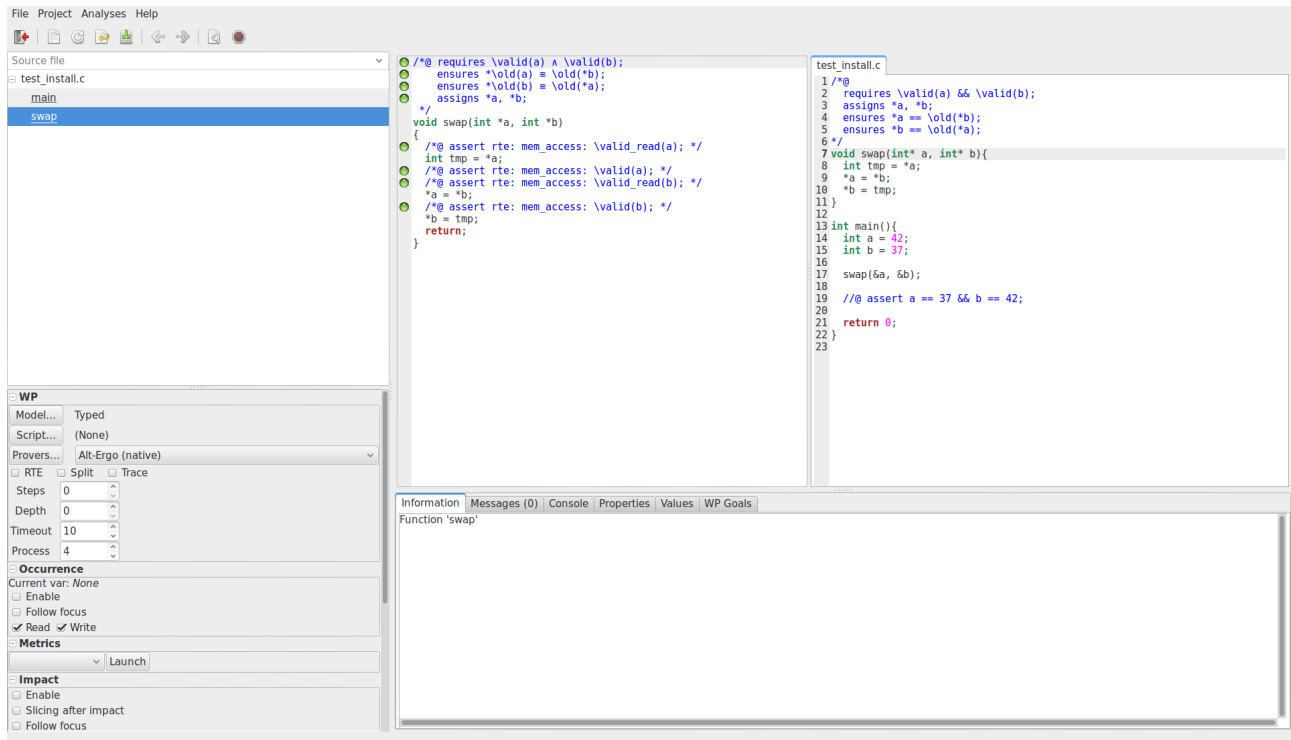 File Project Analyses Help
Source file
test_install.c
main
swap
/*@ requires \valid(a) ∧ \valid(b);
    ensures *\old(a) ≡ \old(*b);
    ensures *\old(b) ≡ \old(*a);
    assigns *a, *b;
 */
void swap(int *a, int *b)
{
  /*@ assert rte: mem_access: \valid_read(a); */
  int tmp = *a;
  /*@ assert rte: mem_access: \valid(a); */
  /*@ assert rte: mem_access: \valid_read(b); */
  *a = *b;
  /*@ assert rte: mem_access: \valid(b); */
  *b = tmp;
  return;
}
test_install.c
1 /*@
2   requires \valid(a) && \valid(b);
3   assigns *a, *b;
4   ensures *a == \old(*b);
5   ensures *b == \old(*a);
6 */
7 void swap(int* a, int* b){
8   int tmp = *a;
9   *a = *b;
10   *b = tmp;
11 }
12
13 int main(){
14   int a = 42;
15   int b = 37;
16
17   swap(&a, &b);
18
19   //@ assert a == 37 && b == 42;
20
21   return 0;
22 }
23
WP
Model... Typed
Script... (None)
Provers... Alt-Ergo (native)
RTE Split Trace
Steps 0
Depth 0
Timeout 10
Process 4
Occurrence
Current var: None
Enable
Follow focus
Read Write
Metrics
Launch
Impact
Enable
Slicing after impact
Follow focus
Information Messages (0) Console Properties Values WP Goals
Function 'swap'